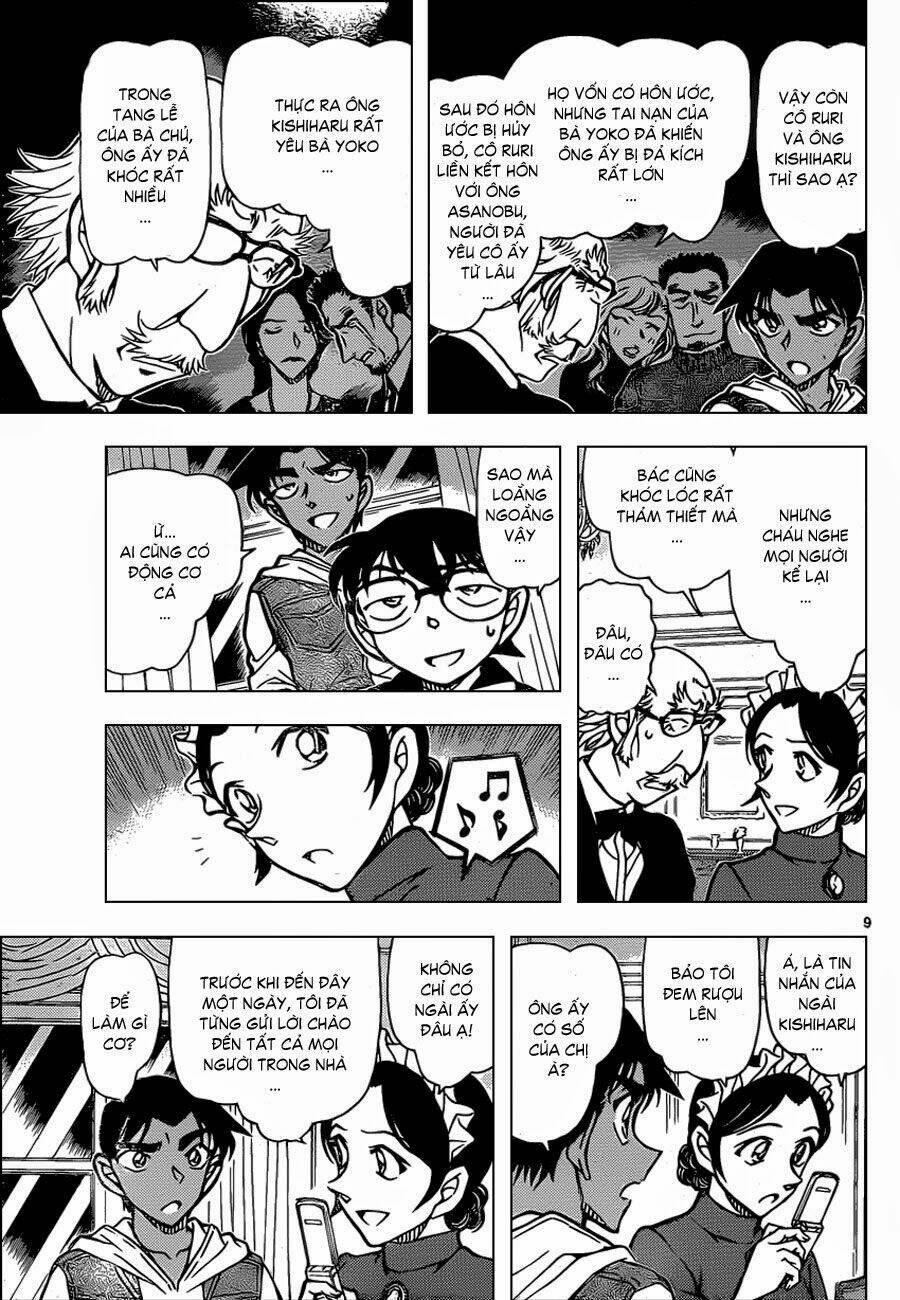 VẬY CÒN
CÔ RURI
VÀ ÔNG
KISHIHARU
THÌ SAO Ạ?
HỌ VỐN CÓ HÔN ƯỚC,
NHƯNG TAI NẠN CỦA
BÀ YOKO ĐÃ KHIẾN
ÔNG ẤY BỊ ĐẢ KÍCH
RẤT LỚN
...
SAU ĐÓ HÔN
ƯỚC BỊ HỦY
BỎ, CÔ RURI
LIỀN KẾT HÔN
VỚI ÔNG
ASANOBU,
NGƯỜI ĐÃ
YÊU CÔ ẤY
TỪ LÂU
...
THỰC RA ÔNG
KISHIHARU RẤT
YÊU BÀ YOKO
...
TRONG
TANG LỄ
CỦA BÀ CHỦ,
ÔNG ẤY ĐÃ
KHÓC RẤT
NHIỀU
...
NHƯNG
CHÁU NGHE
MỌI NGƯỜI
KỂ LẠI
...
BÁC CŨNG
KHÓC LÓC RẤT
THẢM THIẾT MÀ
...
ĐÂU,
ĐÂU CÓ
...
SAO MÀ
LOẰNG
NGOẰNG
VẬY
...
Ừ...
AI CŨNG CÓ
ĐỘNG CƠ
CẢ
...
9
Á, LÀ TIN
NHẮN CỦA
NGÀI
KISHIHARU
...
BẢO TÔI
ĐEM RƯỢU
LÊN ...
ÔNG ẤY
CÓ SỐ
CỦA CHỊ
À?
KHÔNG
CHỈ CÓ
NGÀI ẤY
ĐÂU Ạ!
TRƯỚC KHI ĐẾN ĐÂY
MỘT NGÀY, TÔI ĐÃ
TỪNG GỬI LỜI CHÀO
ĐẾN TẤT CẢ MỌI
NGƯỜI TRONG NHÀ
...
ĐỂ
LÀM GÌ
CƠ?